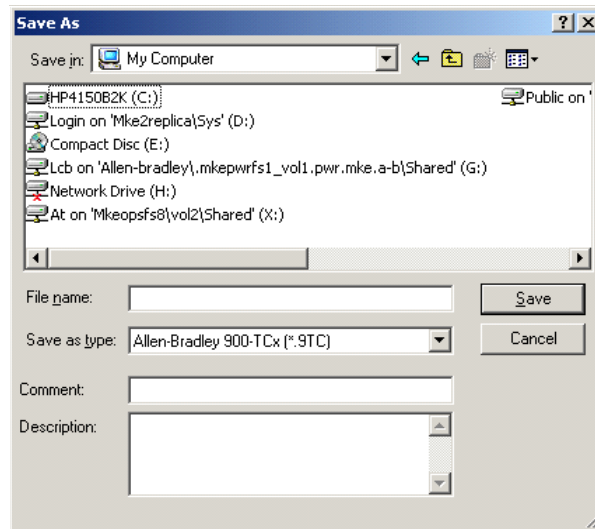 Save As
Save in: My Computer
HP4150B2K (C:)
Login on 'Mke2replica\Sys' (D:)
Compact Disc (E:)
Lcb on 'Allen-bradley\.mkepwrfs1_vol1.pwr.mke.a-b\Shared' (G:)
Network Drive (H:)
At on 'Mkeopsfs8\vol2\Shared' (X:)
Public on '
File name:
Save
Save as type: Allen-Bradley 900-TCx (*.9TC)
Cancel
Comment:
Description: